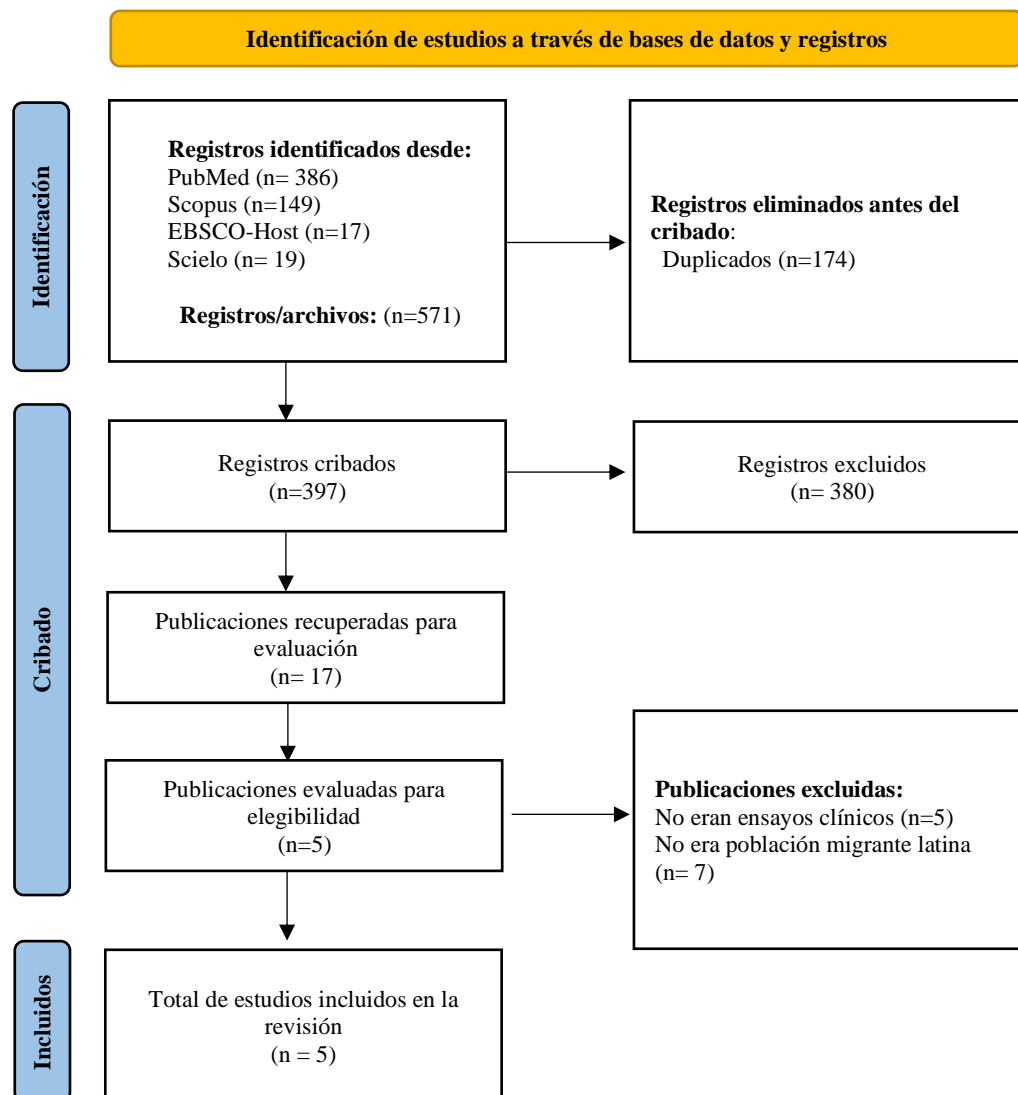 Identificación de estudios a través de bases de datos y registros
Identificación
Registros identificados desde:
PubMed (n= 386)
Scopus (n=149)
EBSCO-Host (n=17)
Scielo (n= 19)
Registros/archivos: (n=571)
Registros eliminados antes del
cribado:
Duplicados (n=174)
Cribado
Registros cribados
(n=397)
Registros excluidos
(n= 380)
Publicaciones recuperadas para
evaluación
(n= 17)
Publicaciones evaluadas para
elegibilidad
(n=5)
Publicaciones excluidas:
No eran ensayos clínicos (n=5)
No era población migrante latina
(n= 7)
Incluidos
Total de estudios incluidos en la
revisión
(n = 5)